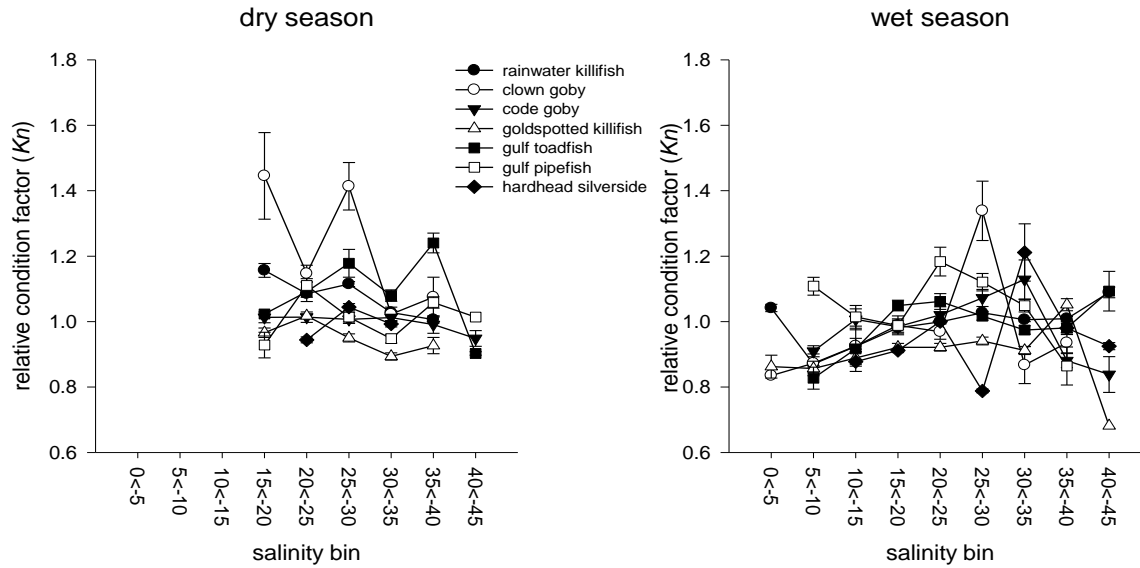 dry season
relative condition factor (Kn)
1.8
1.6
1.4
1.2
1.0
0.8
0.6
0<-5
5<-10
10<-15
15<-20
20<-25
25<-30
30<-35
35<-40
40<-45
salinity bin
rainwater killifish
clown goby
code goby
goldspotted killifish
gulf toadfish
gulf pipefish
hardhead silverside
wet season
relative condition factor (Kn)
1.8
1.6
1.4
1.2
1.0
0.8
0.6
0<-5
5<-10
10<-15
15<-20
20<-25
25<-30
30<-35
35<-40
40<-45
salinity bin